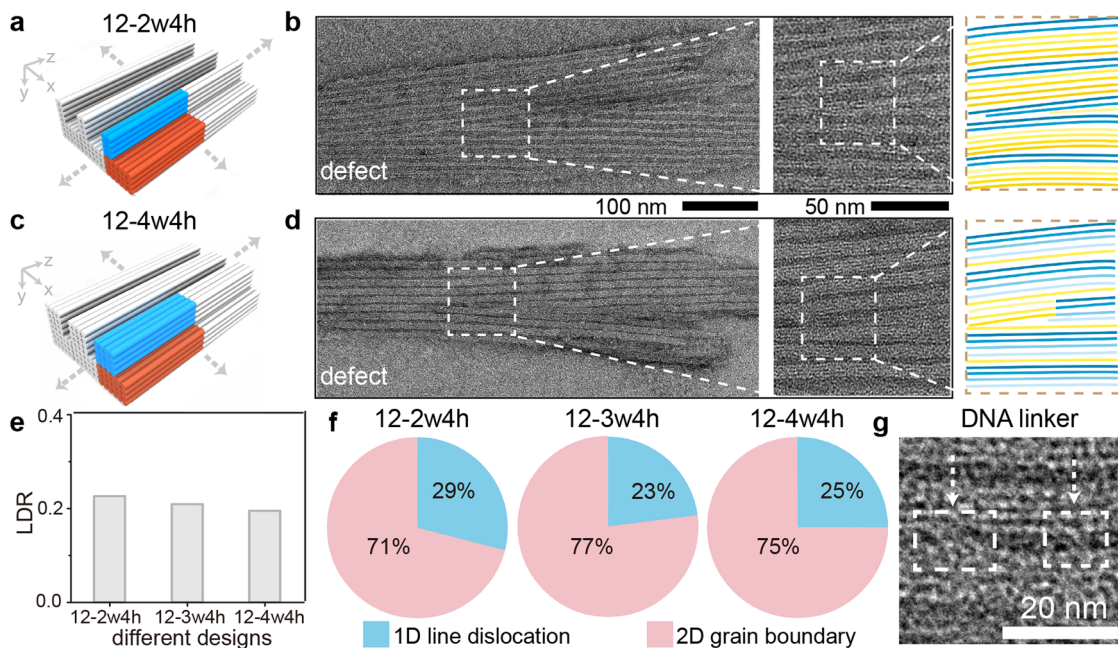 a
12-2w4h
z
x
y
b
defect
100 nm
50 nm
c
12-4w4h
z
x
y
d
defect
e
0.4
0.2
0.0
LDR
12-2w4h
12-3w4h
12-4w4h
different designs
f
12-2w4h
12-3w4h
12-4w4h
29%
71%
23%
77%
25%
75%
1D line dislocation
2D grain boundary
g
DNA linker
20 nm